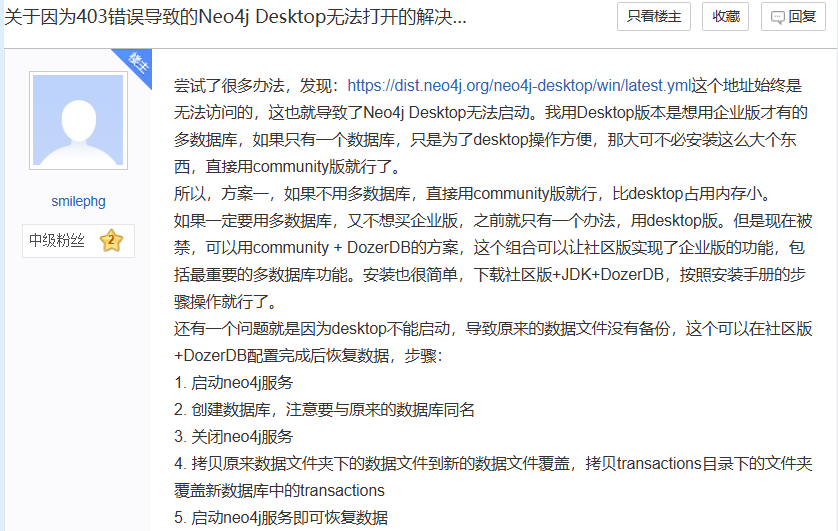 关于因为403错误导致的Neo4j Desktop无法打开的解决...
只看楼主
收藏
回复
楼主
尝试了很多办法，发现：https://dist.neo4j.org/neo4j-desktop/win/latest.yml这个地址始终是
无法访问的，这也就导致了Neo4j Desktop无法启动。我用Desktop版本是想用企业版才有的
多数据库，如果只有一个数据库，只是为了desktop操作方便，那大可不必安装这么大个东
西，直接用community版就行了。
所以，方案一，如果不用多数据库，直接用community版就行，比desktop占用内存小。
如果一定要用多数据库，又不想买企业版，之前就只有一个办法，用desktop版。但是现在被
禁，可以用community + DozerDB的方案，这个组合可以让社区版实现了企业版的功能，包
括最重要的多数据库功能。安装也很简单，下载社区版+JDK+DozerDB，按照安装手册的步
骤操作就行了。
还有一个问题就是因为desktop不能启动，导致原来的数据文件没有备份，这个可以在社区版
+DozerDB配置完成后恢复数据，步骤：
1. 启动neo4j服务
2. 创建数据库，注意要与原来的数据库同名
3. 关闭neo4j服务
4. 拷贝原来数据文件夹下的数据文件到新的数据文件覆盖，拷贝transactions目录下的文件夹
覆盖新数据库中的transactions
5. 启动neo4j服务即可恢复数据
smilephg
中级粉丝 2